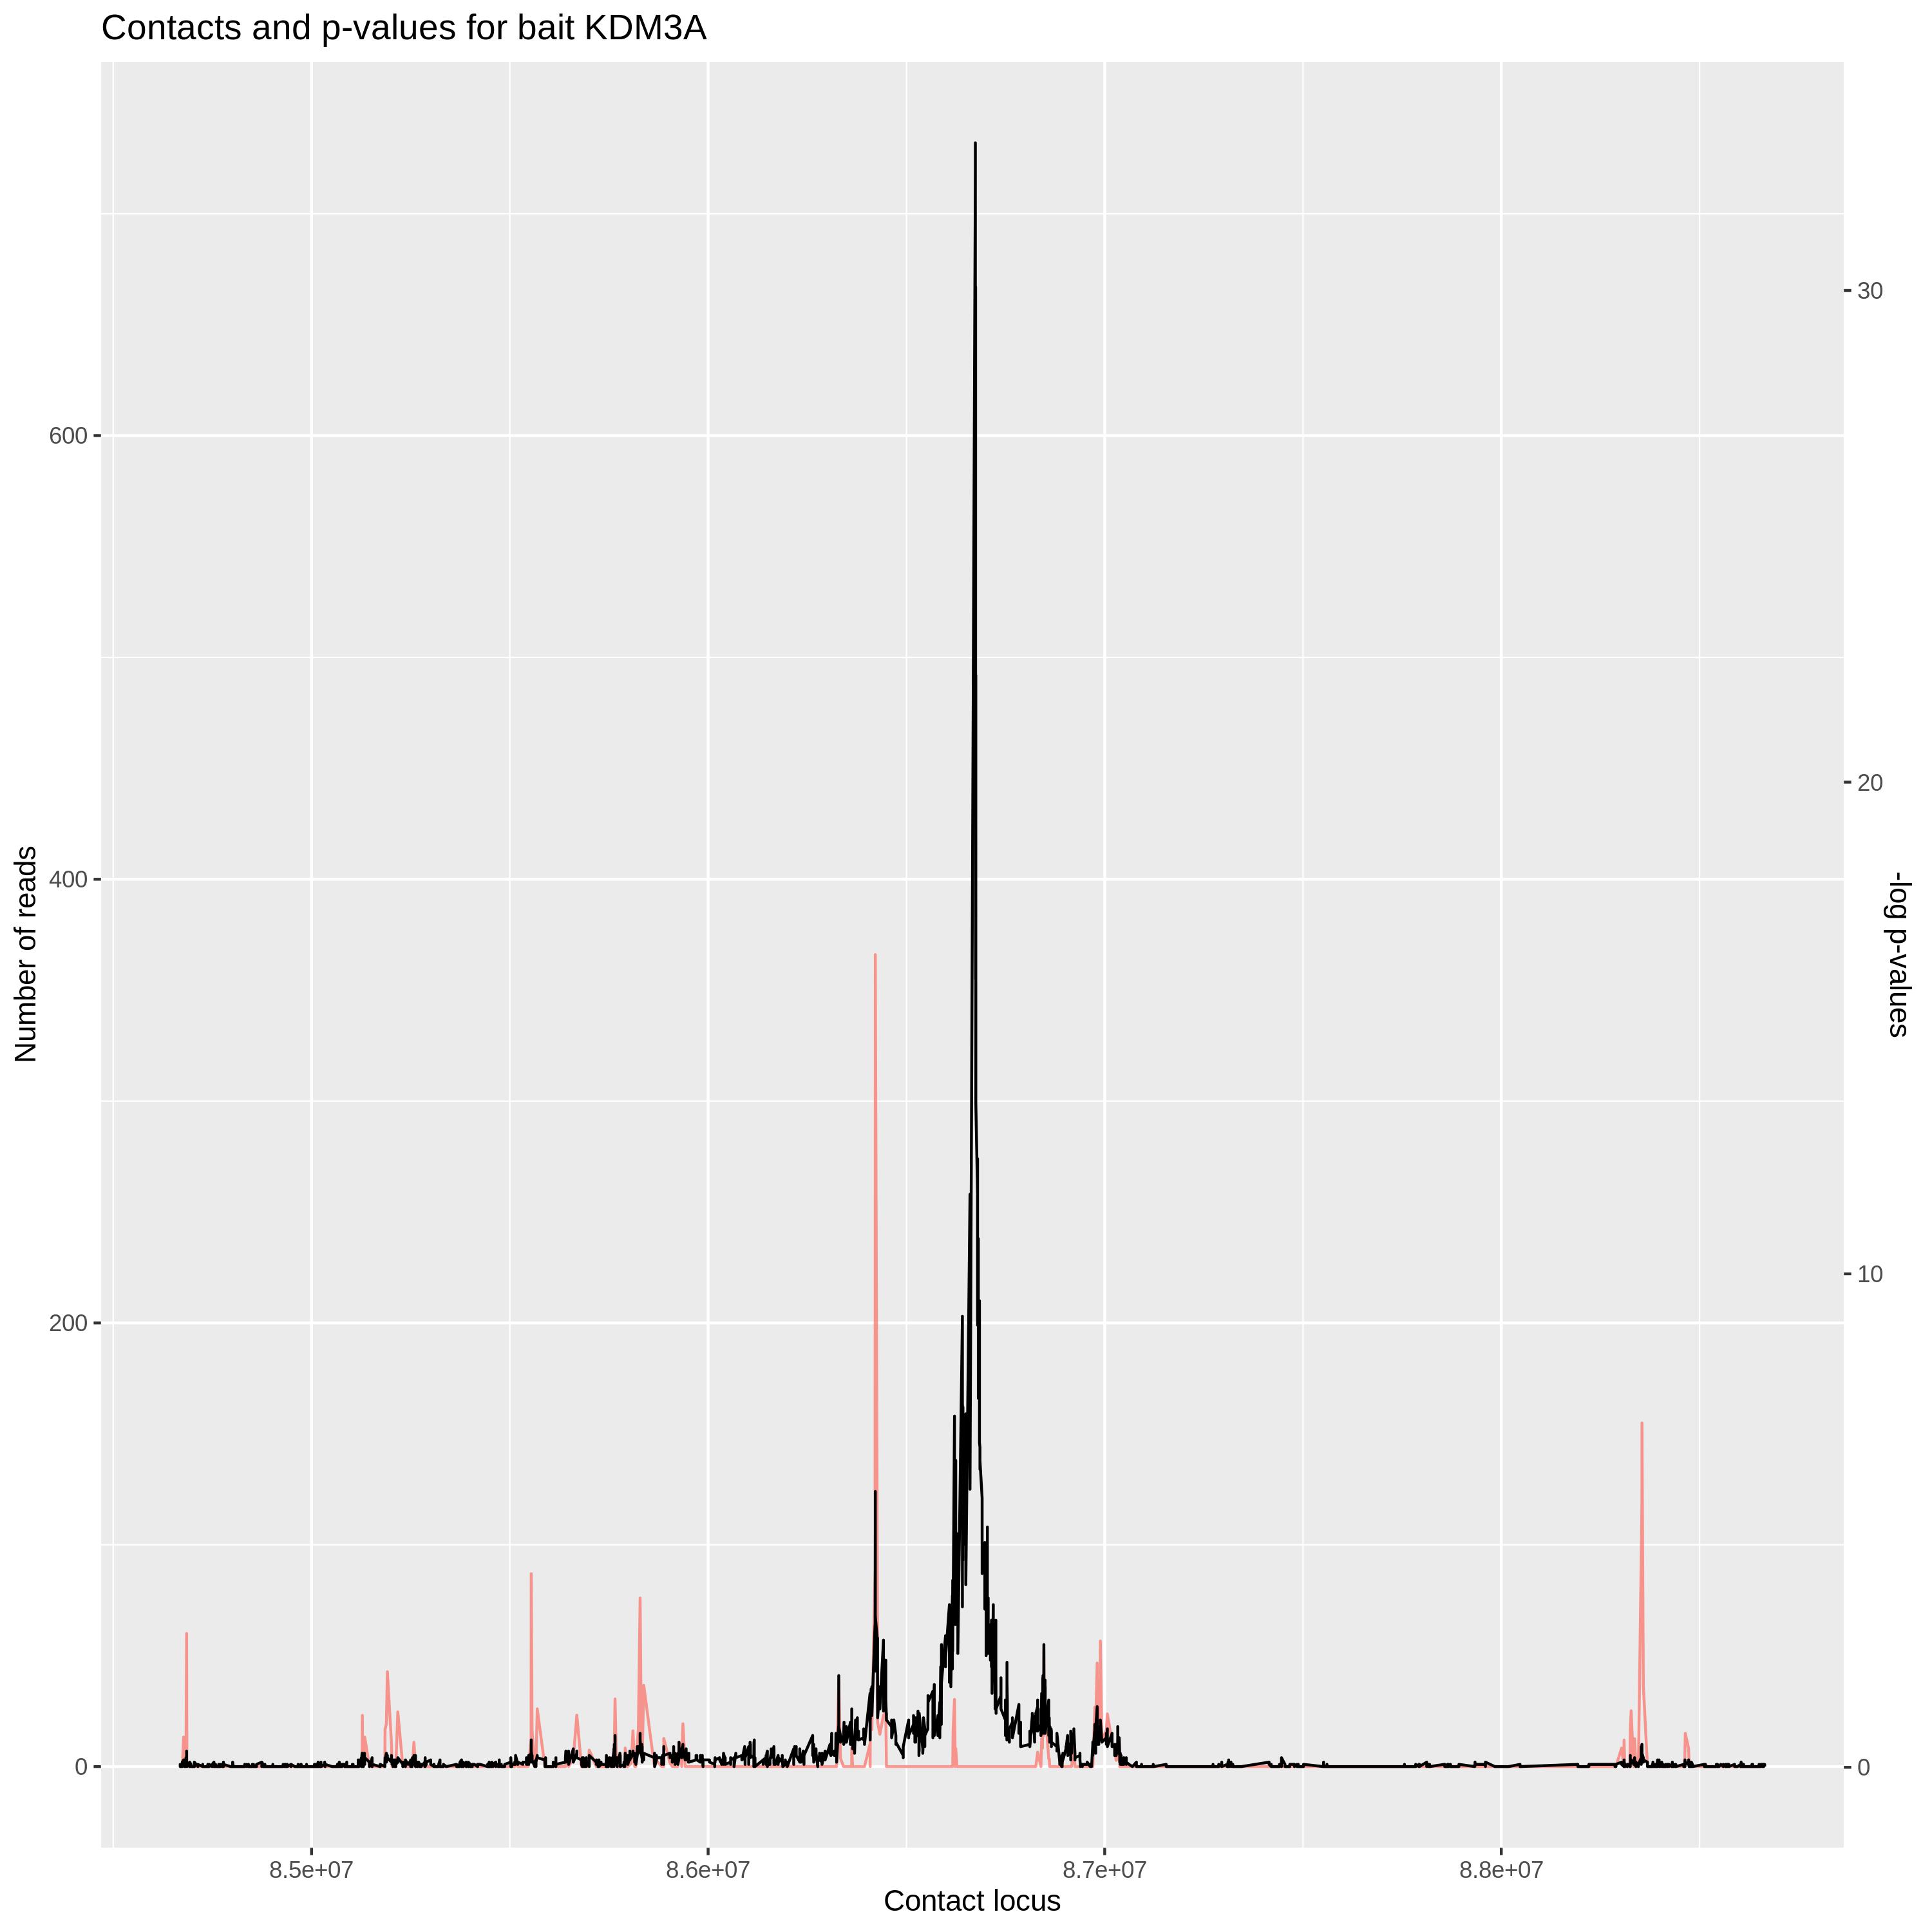 Contacts and p-values for bait KDM3A
600
400
200
0
Number of reads
30
20
10
0
-log p-values
8.5e+07
8.6e+07
8.7e+07
8.8e+07
Contact locus